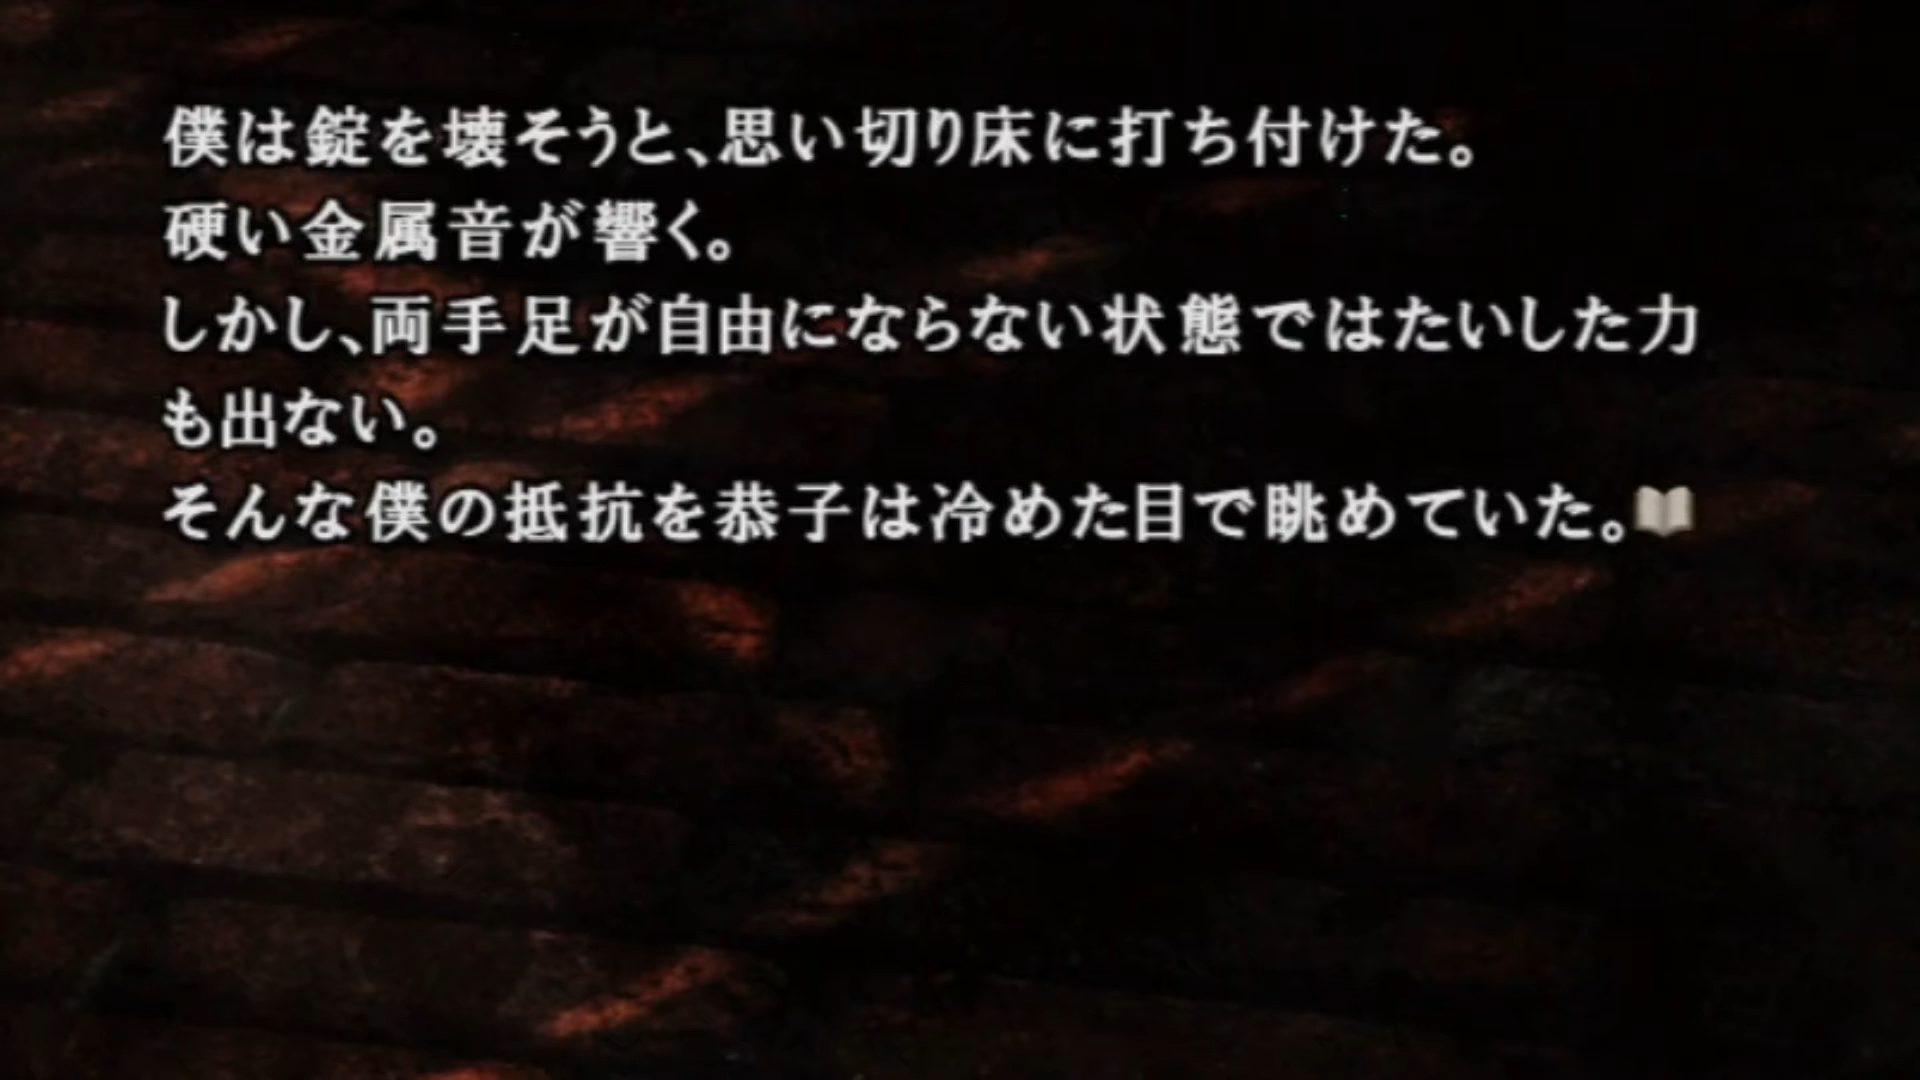 僕は錠を壊そうと、思い切り床に打ち付けた。
硬い金属音が響く。
しかし、両手足が自由にならない状態ではたいした力
も出ない。
そんな僕の抵抗を恭子は冷めた目で眺めていた。